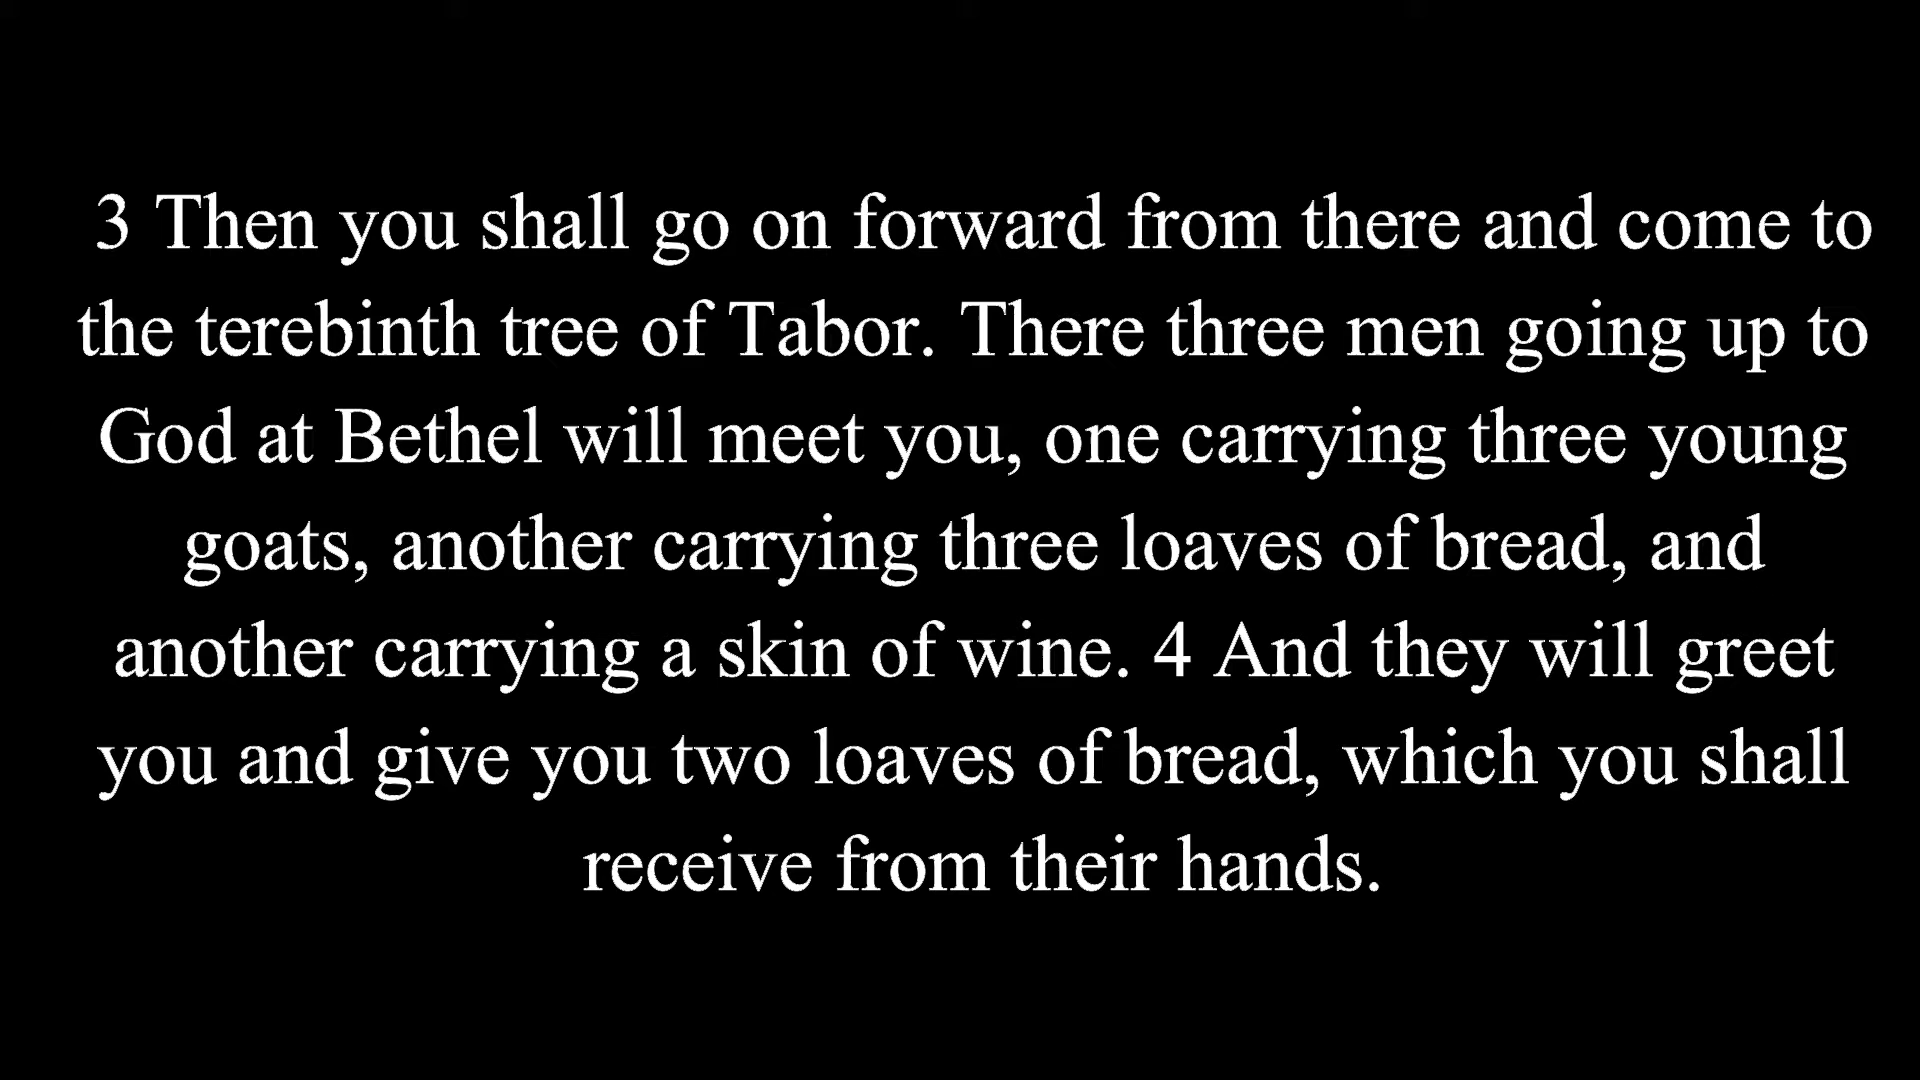 3 Then you shall go on forward from there and come to
the terebinth tree of Tabor. There three men going up to
God at Bethel will meet you, one carrying three young
goats, another carrying three loaves of bread, and
another carrying a skin of wine. 4 And they will greet
you and give you two loaves of bread, which you shall
receive from their hands.